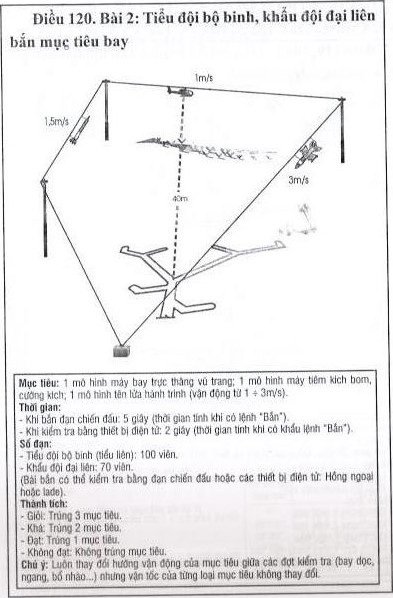 Điều 120. Bài 2: Tiểu đội bộ binh, khẩu đội đại liên
bắn mục tiêu bay
1m/s
1,5m/s
3m/s
40m
Mục tiêu: 1 mô hình máy bay trực thăng vũ trang; 1 mô hình máy tiêm kích bom,
cường kích; 1 mô hình tên lửa hành trình (vận động từ 1 ÷ 3m/s).
Thời gian:
- Khi bắn đạn chiến đấu: 5 giây (thời gian tính khi có lệnh "Bắn").
- Khi kiểm tra bằng thiết bị điện tử: 2 giây (thời gian tính khi có khẩu lệnh "Bắn").
Số đạn:
- Tiểu đội bộ binh (tiểu liên): 100 viên.
- Khẩu đội đại liên: 70 viên.
(Bài bắn có thể kiểm tra bằng đạn chiến đấu hoặc các thiết bị điện tử: Hồng ngoại
hoặc lade).
Thành tích:
- Giỏi: Trúng 3 mục tiêu.
- Khá: Trúng 2 mục tiêu.
- Đạt: Trúng 1 mục tiêu.
- Không đạt: Không trúng mục tiêu.
Chú ý: Luôn thay đổi hướng vận động của mục tiêu giữa các đợt kiểm tra (bay dọc,
ngang, bổ nhào...) nhưng vận tốc của từng loại mục tiêu không thay đổi.